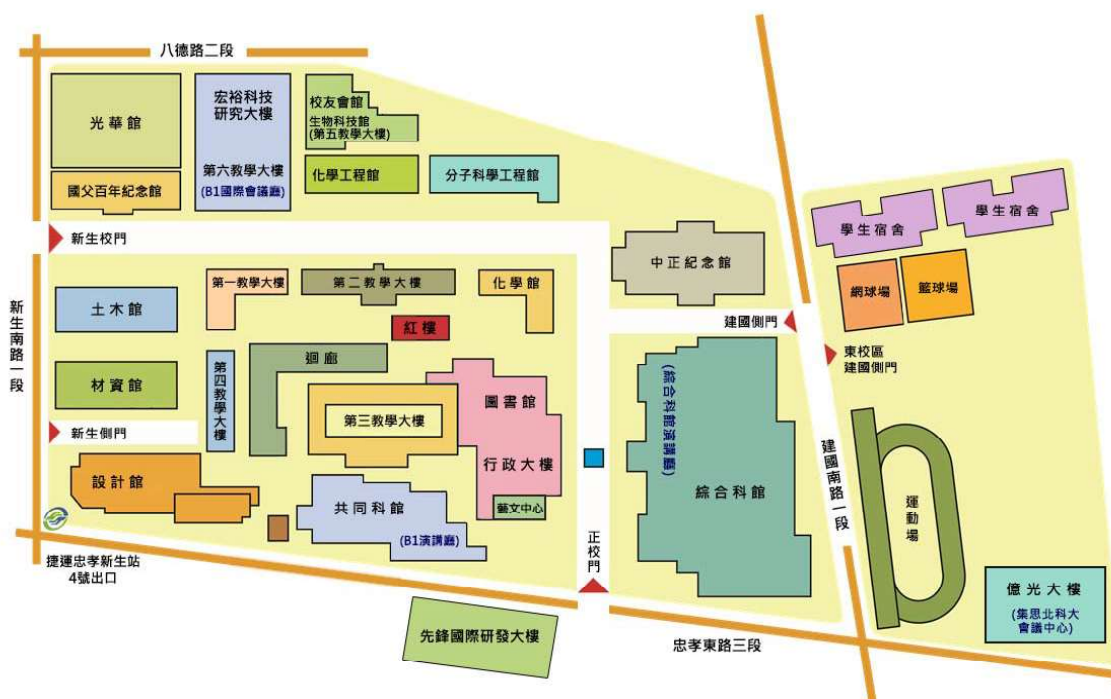 八德路二段
光華館
宏裕科技
研究大樓
第六教學大樓
(B1國際會議廳)
校友會館
生物科技館
(第五教學大樓)
化學工程館
分子科學工程館
國父百年紀念館
新生校門
中正紀念館
學生宿舍
學生宿舍
網球場
籃球場
第一教學大樓
第二教學大樓
化學館
土木館
紅樓
建國側門
東校區
建國側門
新生南路一段
迴廊
材資館
第四教學大樓
第三教學大樓
圖書館
行政大樓
藝文中心
(綜合科館演講廳)
綜合科館
建國南路一段
運動場
新生側門
設計館
共同科館
(B1演講廳)
正校門
捷運忠孝新生站
4號出口
億光大樓
(集思北科大
會議中心)
先鋒國際研發大樓
忠孝東路三段